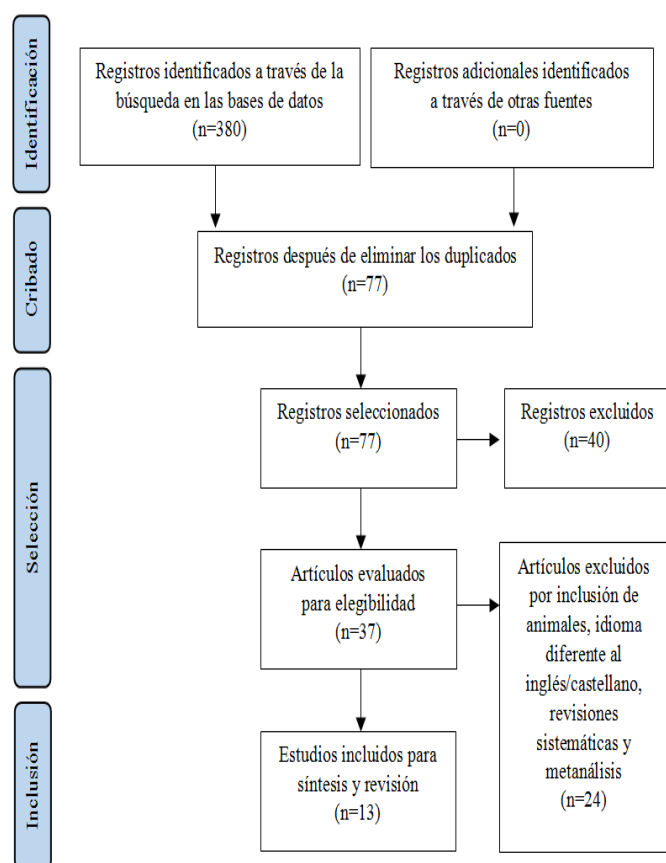 Identificación
Registros identificados a través de la
búsqueda en las bases de datos
(n=380)
Registros adicionales identificados
a través de otras fuentes
(n=0)
Cribado
Registros después de eliminar los duplicados
(n=77)
Selección
Registros seleccionados
(n=77)
Registros excluidos
(n=40)
Artículos evaluados
para elegibilidad
(n=37)
Artículos excluidos
por inclusión de
animales, idioma
diferente al
inglés/castellano,
revisiones
sistemáticas y
metanálisis
(n=24)
Inclusión
Estudios incluidos para
síntesis y revisión
(n=13)